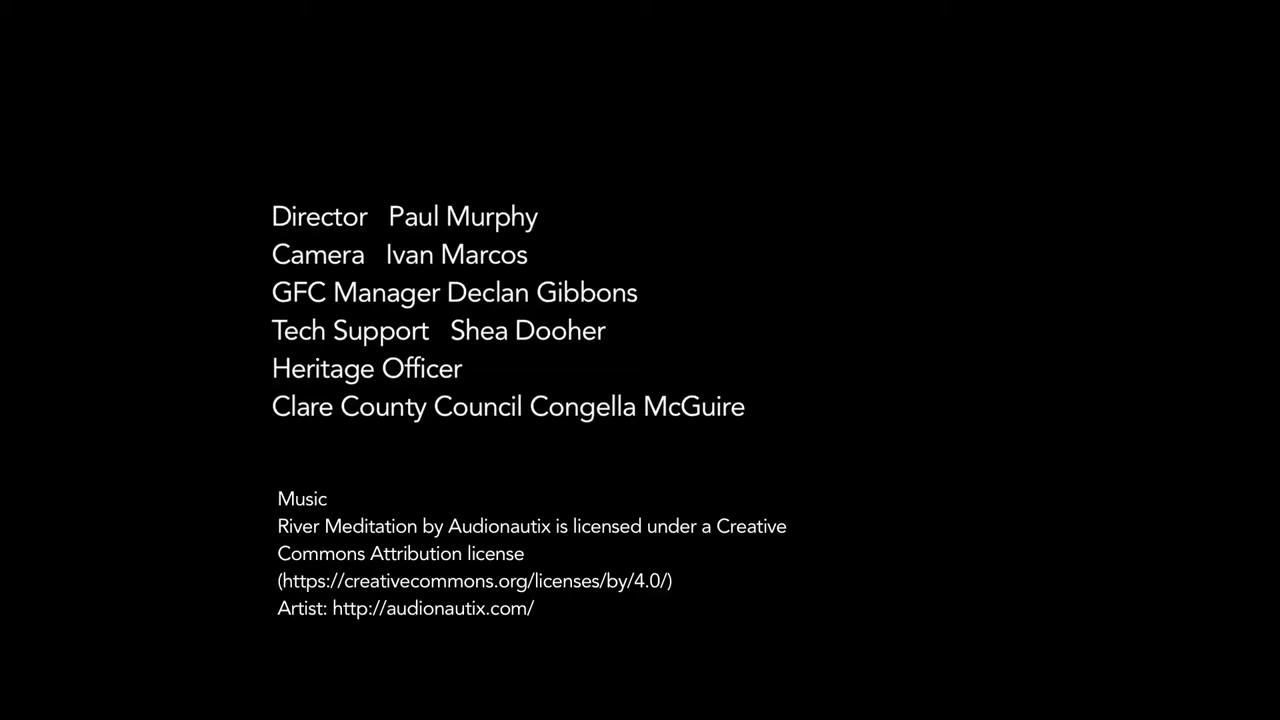 Director Paul Murphy
Camera Ivan Marcos
GFC Manager Declan Gibbons
Tech Support Shea Dooher
Heritage Officer
Clare County Council Congella McGuire
Music
River Meditation by Audionautix is licensed under a Creative
Commons Attribution license
(https://creativecommons.org/licenses/by/4.0/)
Artist: http://audionautix.com/